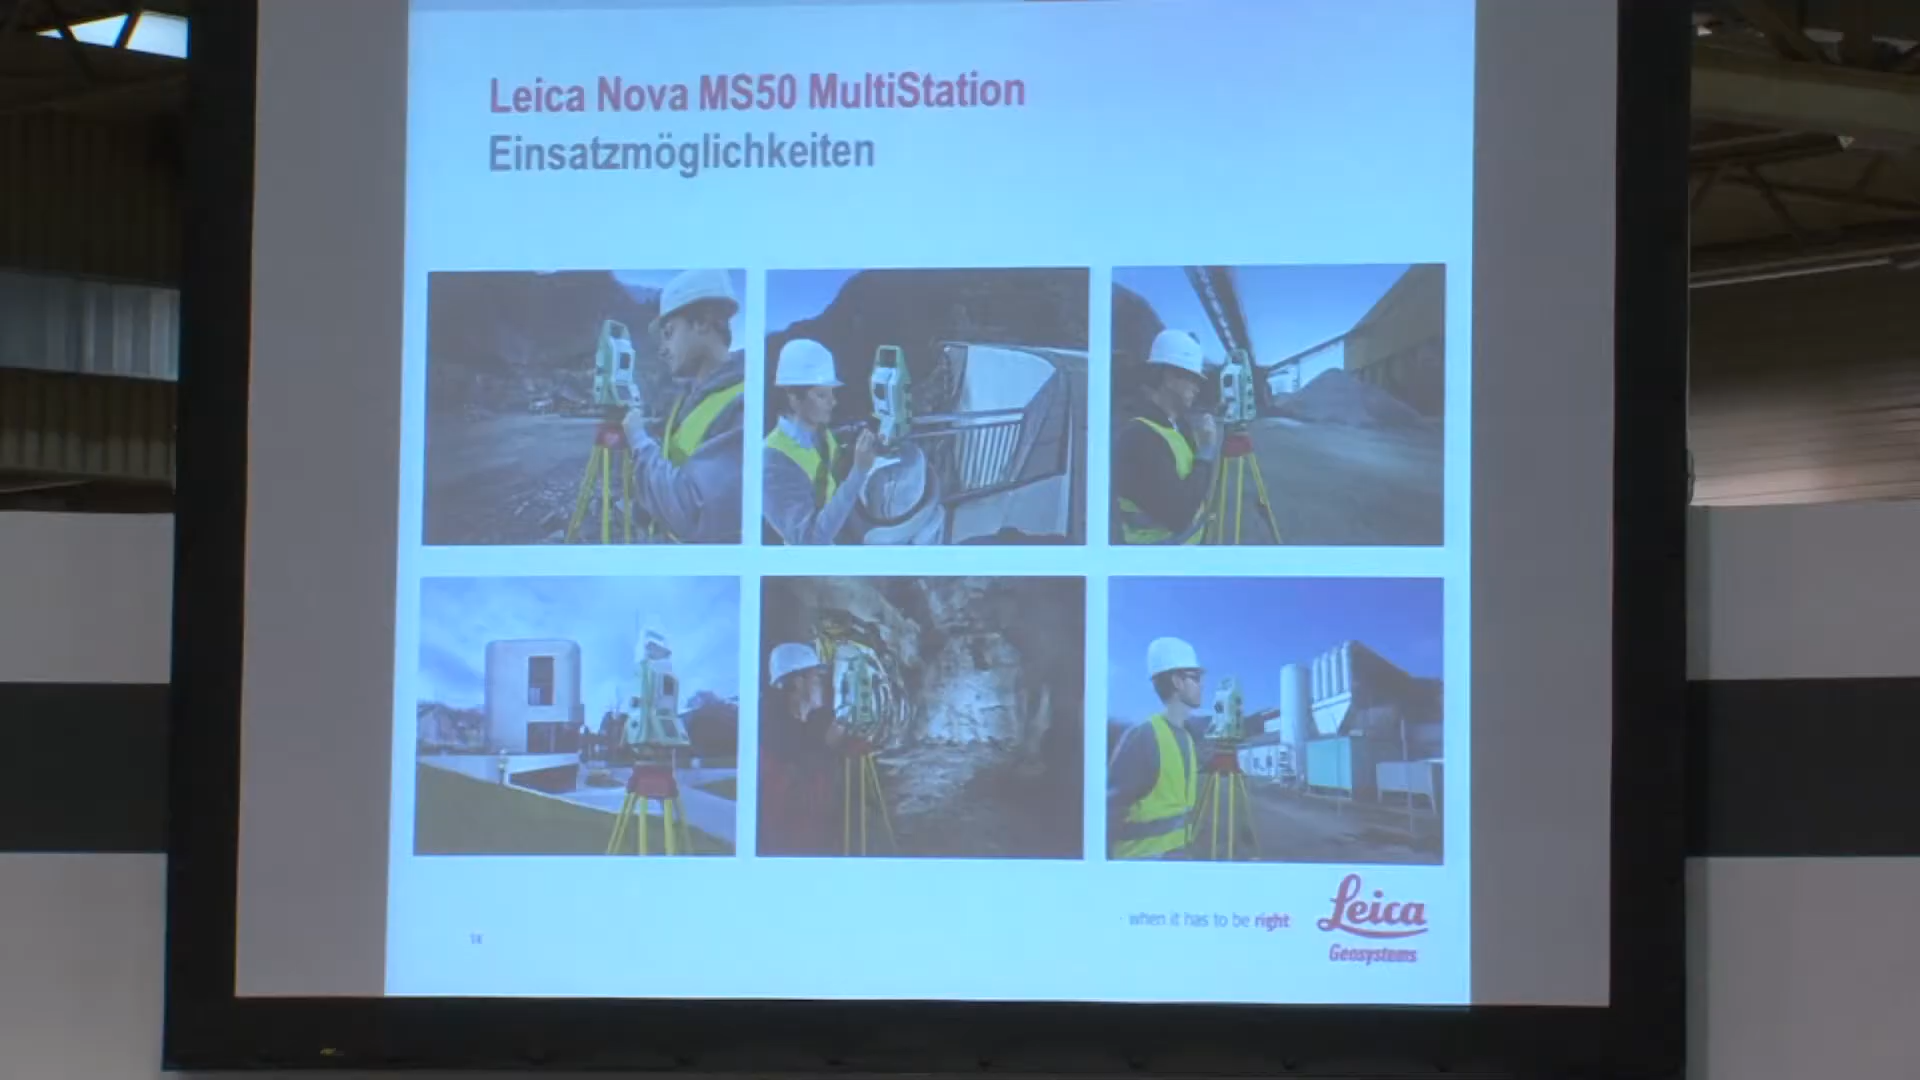 Leica Nova MS50 MultiStation
Einsatzmöglichkeiten
- when it has to be right
Leica
Geosystems